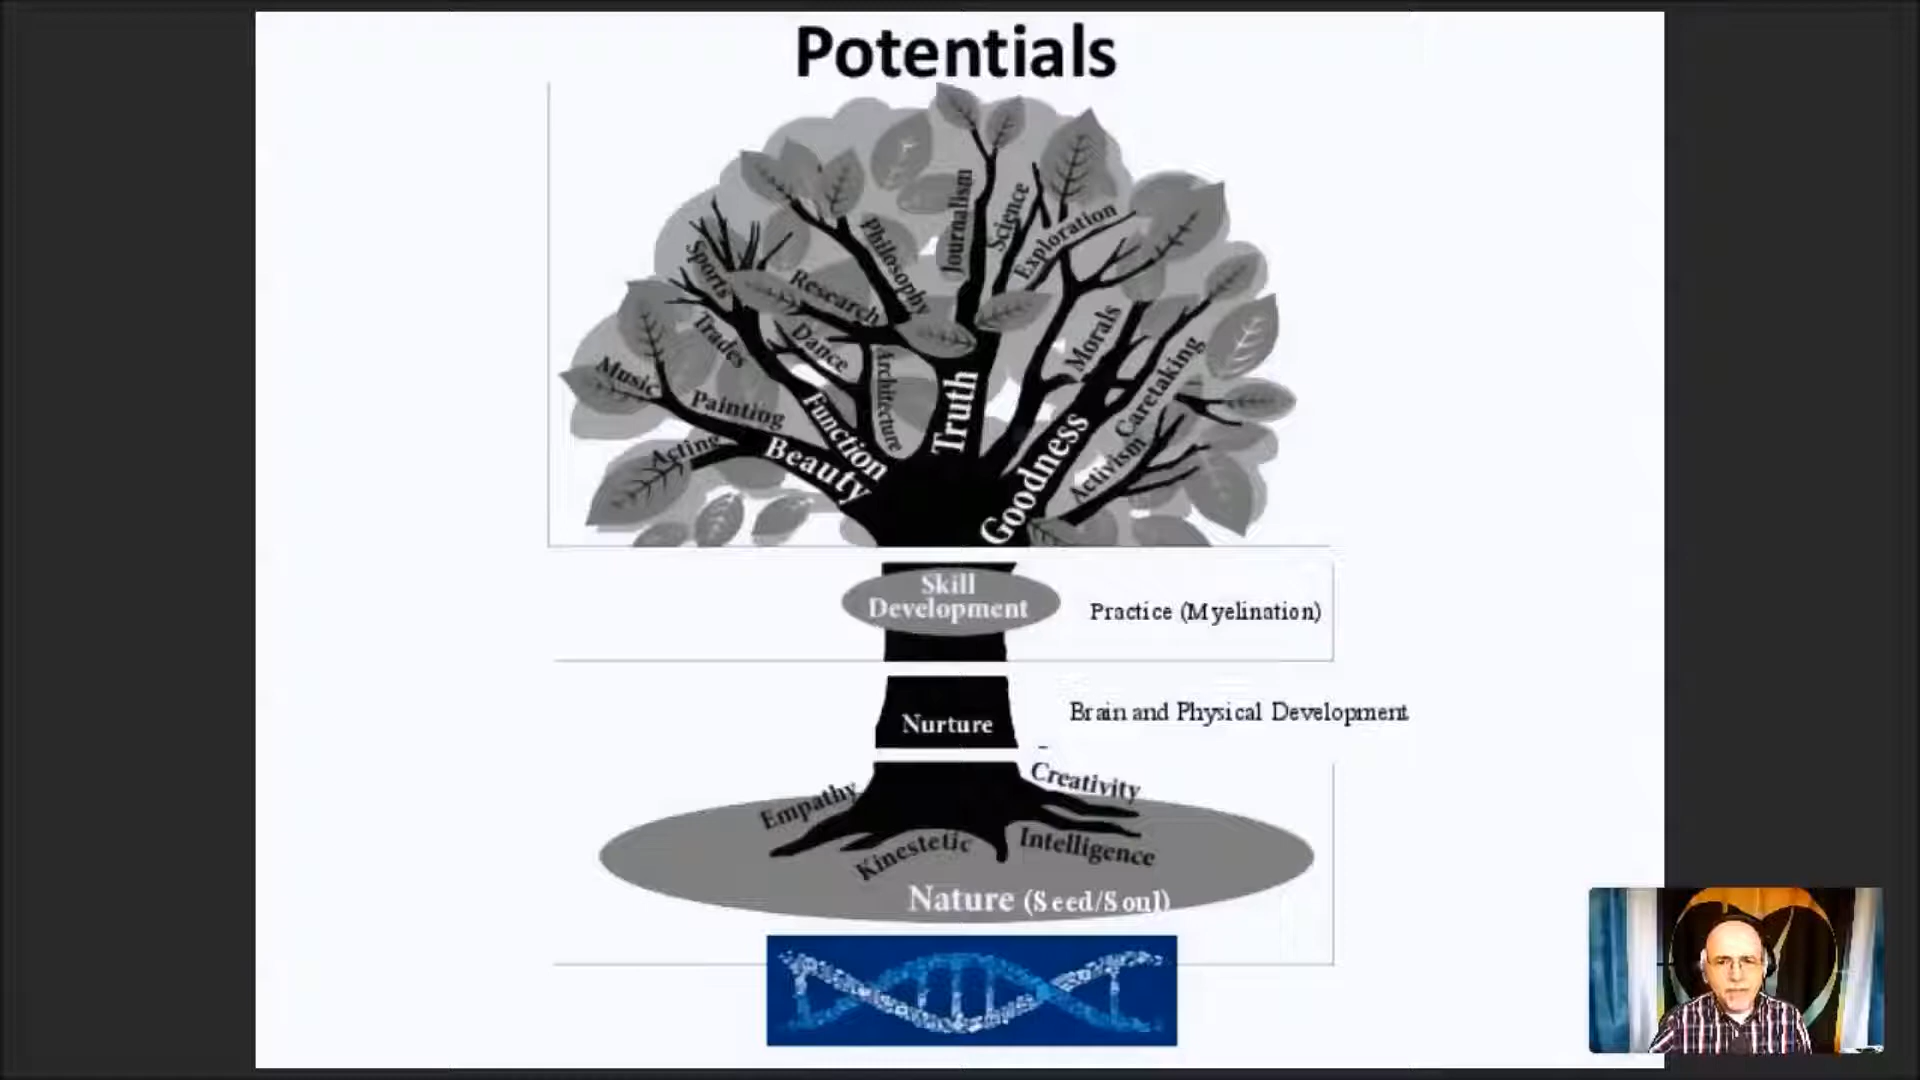 Potentials
Journalism
Science
Exploration
Philosophy
Sports
Research
Trades
Dance
Architecture
Morals
Caretaking
Music
Painting
Acting
Function
Beauty
Truth
Goodness
Activism
Skill
Development
Practice (Myelination)
Nurture
Brain and Physical Development
Empathy
Creativity
Kinestetic
Intelligence
Nature (Seed/Soul)